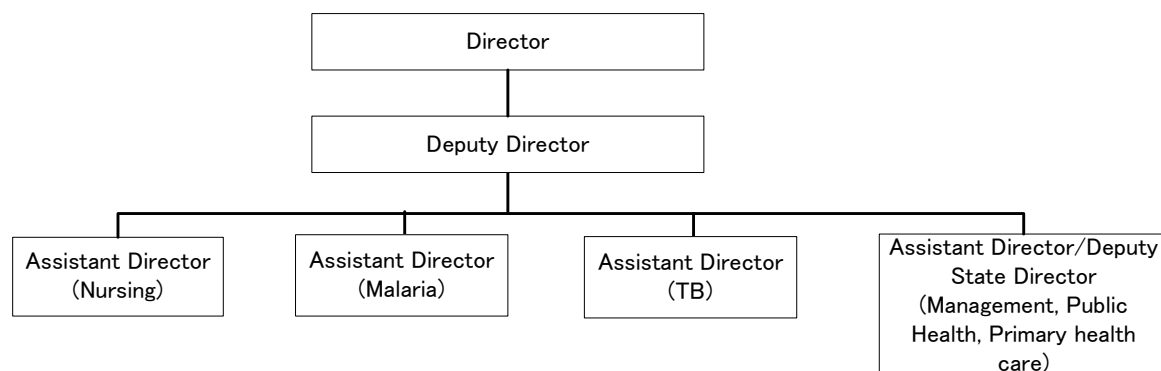 Director
Deputy Director
Assistant Director
(Nursing)
Assistant Director
(Malaria)
Assistant Director
(TB)
Assistant Director/Deputy
State Director
(Management, Public
Health, Primary health
care)